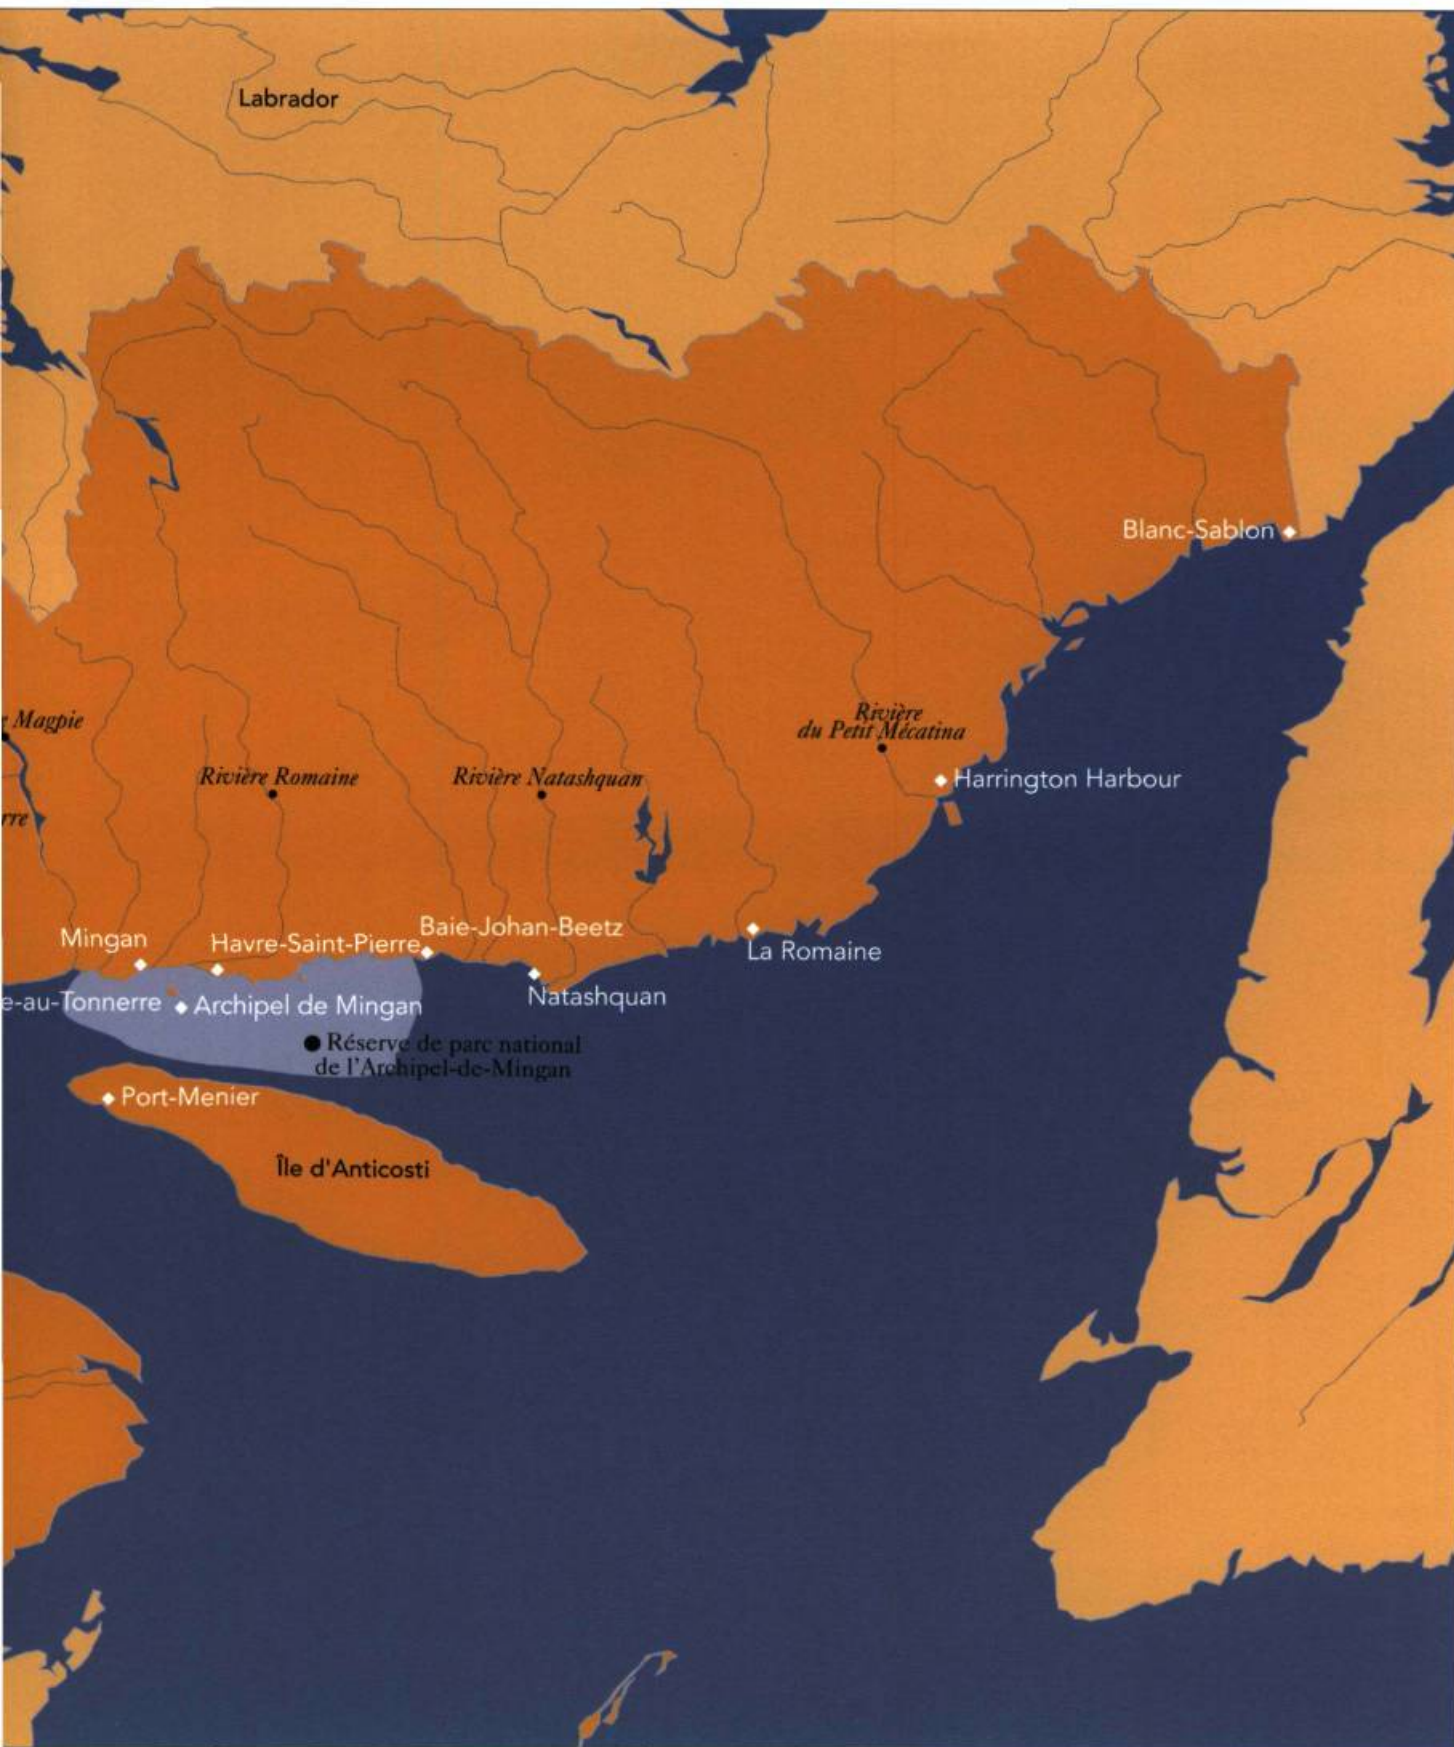 Labrador
Blanc-Sablon
e Magpie
Rivière
du Petit Mécatina
Rivière Romaine
Rivière Natashquan
Harrington Harbour
rre
Mingan
Havre-Saint-Pierre
Baie-Johan-Beetz
La Romaine
e-au-Tonnerre
Archipel de Mingan
Natashquan
Réserve de parc national
de l'Archipel-de-Mingan
Port-Menier
Île d'Anticosti